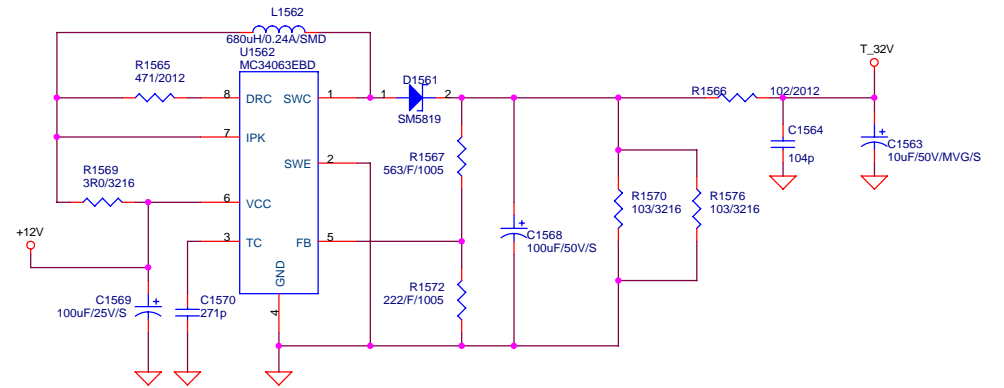 L1562
680uH/0.24A/SMD
U1562
MC34063EBD
R1565
471/2012
8
DRC
SWC
1
7
IPK
SWE
2
R1569
3R0/3216
6
VCC
3
TC
FB
5
GND
4
+12V
C1569
100uF/25V/S
C1570
271p
D1561
1
2
SM5819
R1567
563/F/1005
R1572
222/F/1005
C1568
100uF/50V/S
R1570
103/3216
R1576
103/3216
R1566
102/2012
T_32V
C1564
104p
C1563
10uF/50V/MVG/S